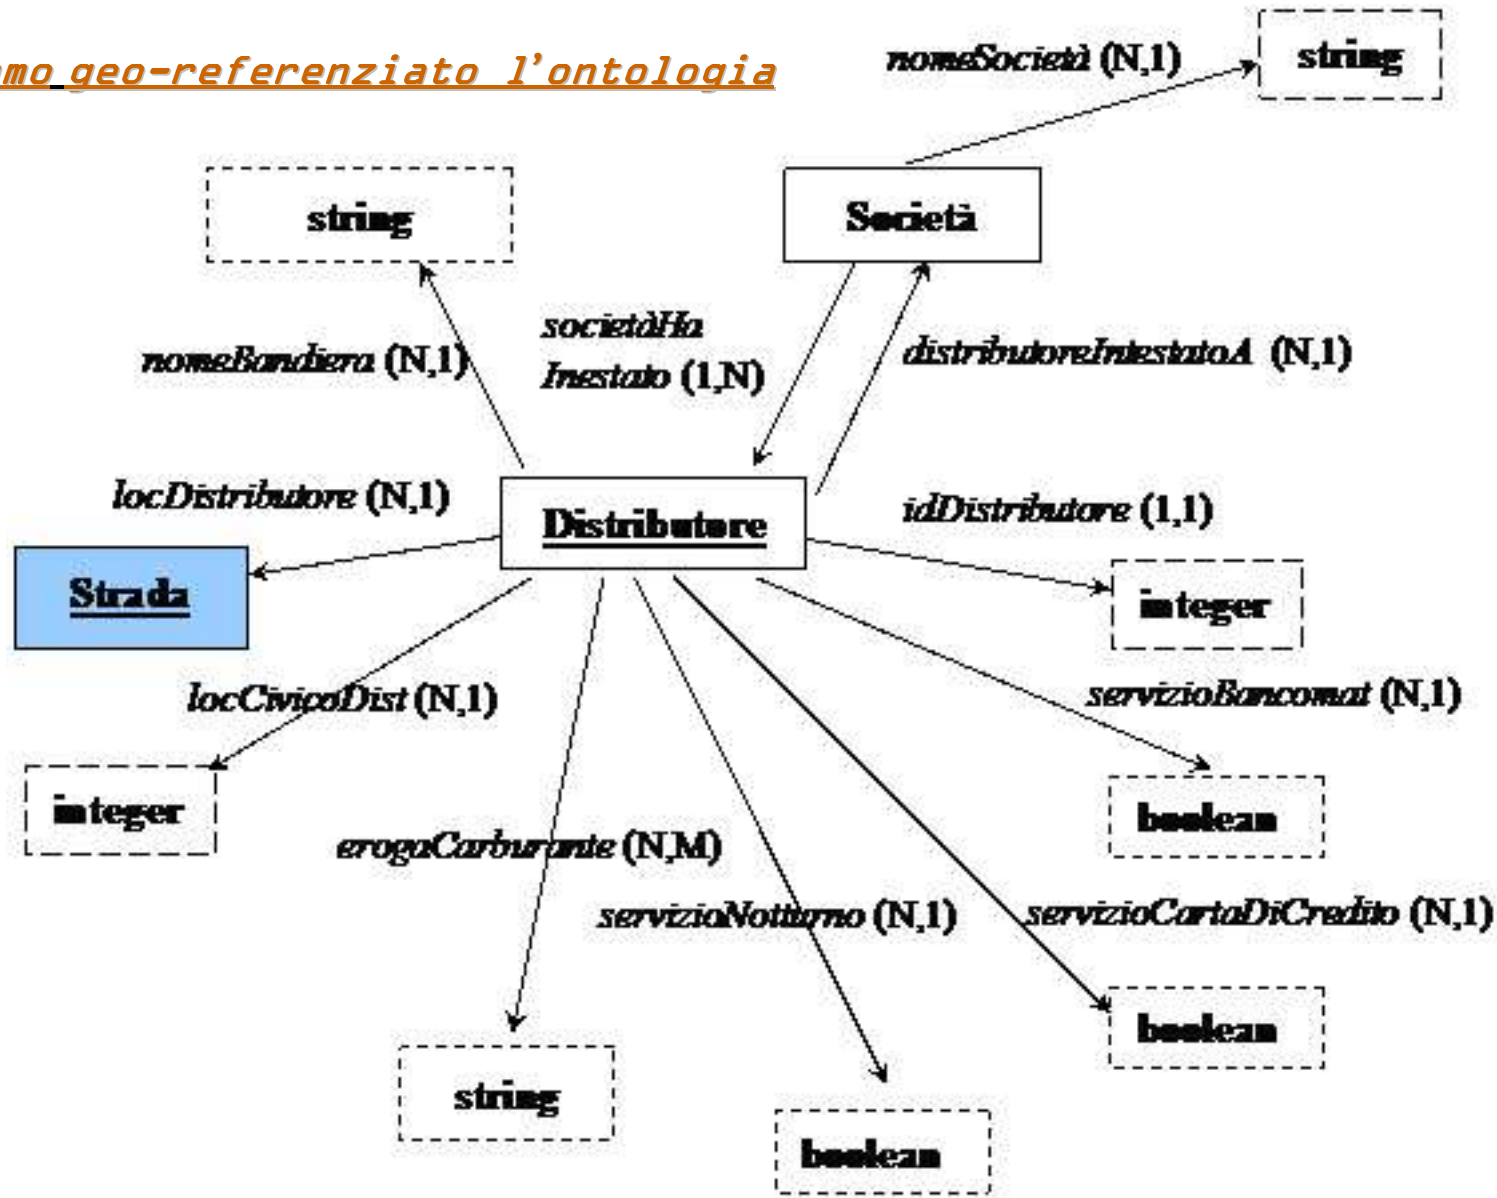 geo-referenziato l'ontologia
nomeSocietà (N,1)
string
string
Società
societàHa
Inestato (1,N)
nomeBandiera (N,1)
distributoreIntestatoA (N,1)
locDistributore (N,1)
Distributore
idDistributore (1,1)
Strada
integer
locCivicoDist (N,1)
servizioBancomat (N,1)
integer
boolean
erogaCarburante (N,M)
servizioNotturno (N,1)
servizioCartaDiCredito (N,1)
boolean
string
boolean